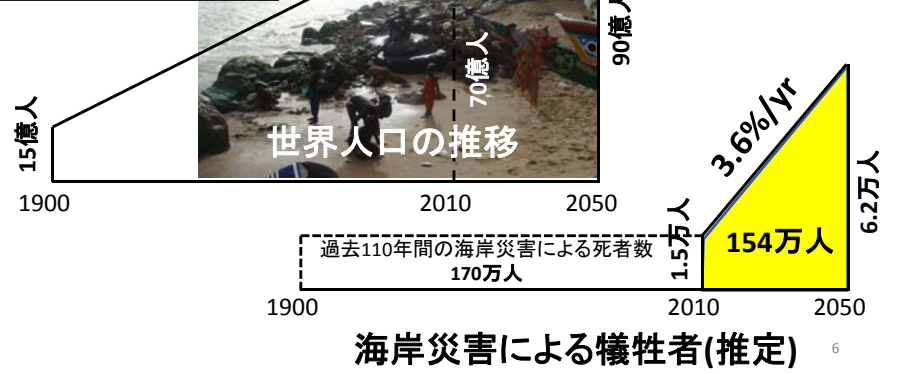 15億人
70億人
90億人
世界人口の推移
1900
2010
2050
3.6%/yr
6.2万人
1.5万人
154万人
過去110年間の海岸災害による死者数
170万人
1900
2010
2050
海岸災害による犠牲者(推定)
6